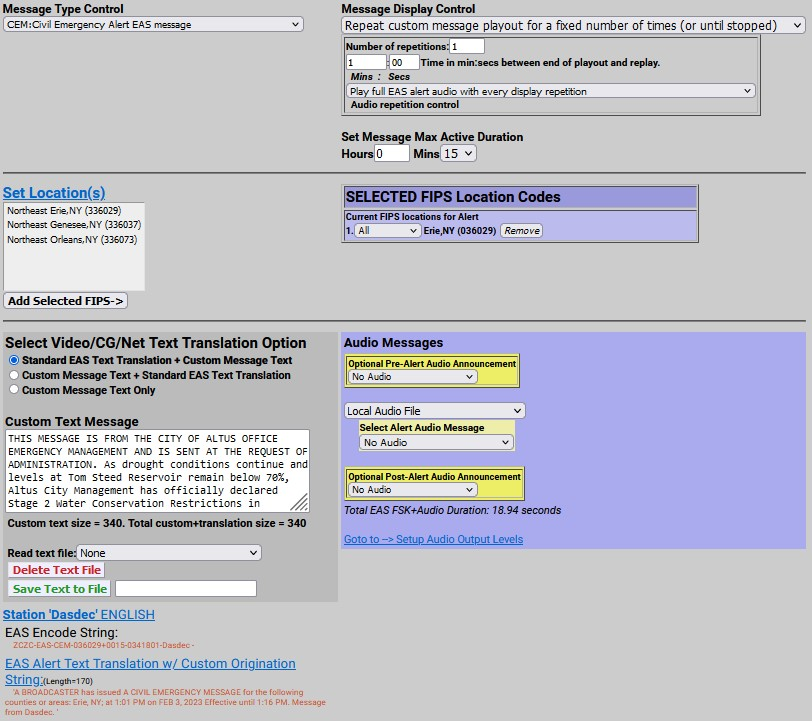 Message Type Control
CEM:Civil Emergency Alert EAS message
Message Display Control
Repeat custom message playout for a fixed number of times (or until stopped)
Number of repetitions: 1
1 : 00 Time in min:secs between end of playout and replay.
Mins : Secs
Play full EAS alert audio with every display repetition
Audio repetition control
Set Message Max Active Duration
Hours 0 Mins 15
Set Location(s)
Northeast Erie,NY (336029)
Northeast Genesee,NY (336037)
Northeast Orleans,NY (336073)
Add Selected FIPS->
SELECTED FIPS Location Codes
Current FIPS locations for Alert
1. All Erie,NY (036029) Remove
Select Video/CG/Net Text Translation Option
Standard EAS Text Translation + Custom Message Text
Custom Message Text + Standard EAS Text Translation
Custom Message Text Only
Custom Text Message
THIS MESSAGE IS FROM THE CITY OF ALTUS OFFICE
EMERGENCY MANAGEMENT AND IS SENT AT THE REQUEST OF
ADMINISTRATION. As drought conditions continue and
levels at Tom Steed Reservoir remain below 70%,
Altus City Management has officially declared
Stage 2 Water Conservation Restrictions in
Custom text size = 340. Total custom+translation size = 340
Read text file: None
Delete Text File
Save Text to File
Audio Messages
Optional Pre-Alert Audio Announcement
No Audio
Local Audio File
Select Alert Audio Message
No Audio
Optional Post-Alert Audio Announcement
No Audio
Total EAS FSK+Audio Duration: 18.94 seconds
Goto to --> Setup Audio Output Levels
Station 'Dasdec' ENGLISH
EAS Encode String:
ZCZC-EAS-CEM-036029+0015-0341801-Dasdec -
EAS Alert Text Translation w/ Custom Origination
String:(Length=170)
'A BROADCASTER has issued A CIVIL EMERGENCY MESSAGE for the following
counties or areas: Erie, NY; at 1:01 PM on FEB 3, 2023 Effective until 1:16 PM. Message
from Dasdec. '